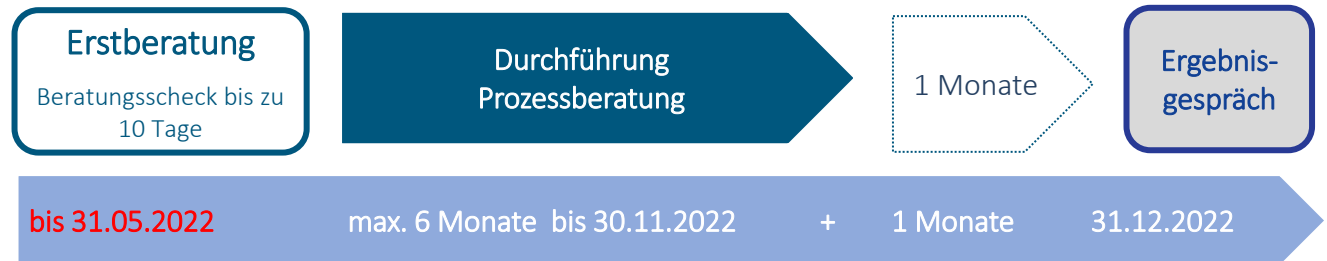 Erstberatung
Beratungsscheck bis zu
10 Tage
Durchführung
Prozessberatung
1 Monate
Ergebnis-
gespräch
bis 31.05.2022 max. 6 Monate bis 30.11.2022 + 1 Monate 31.12.2022